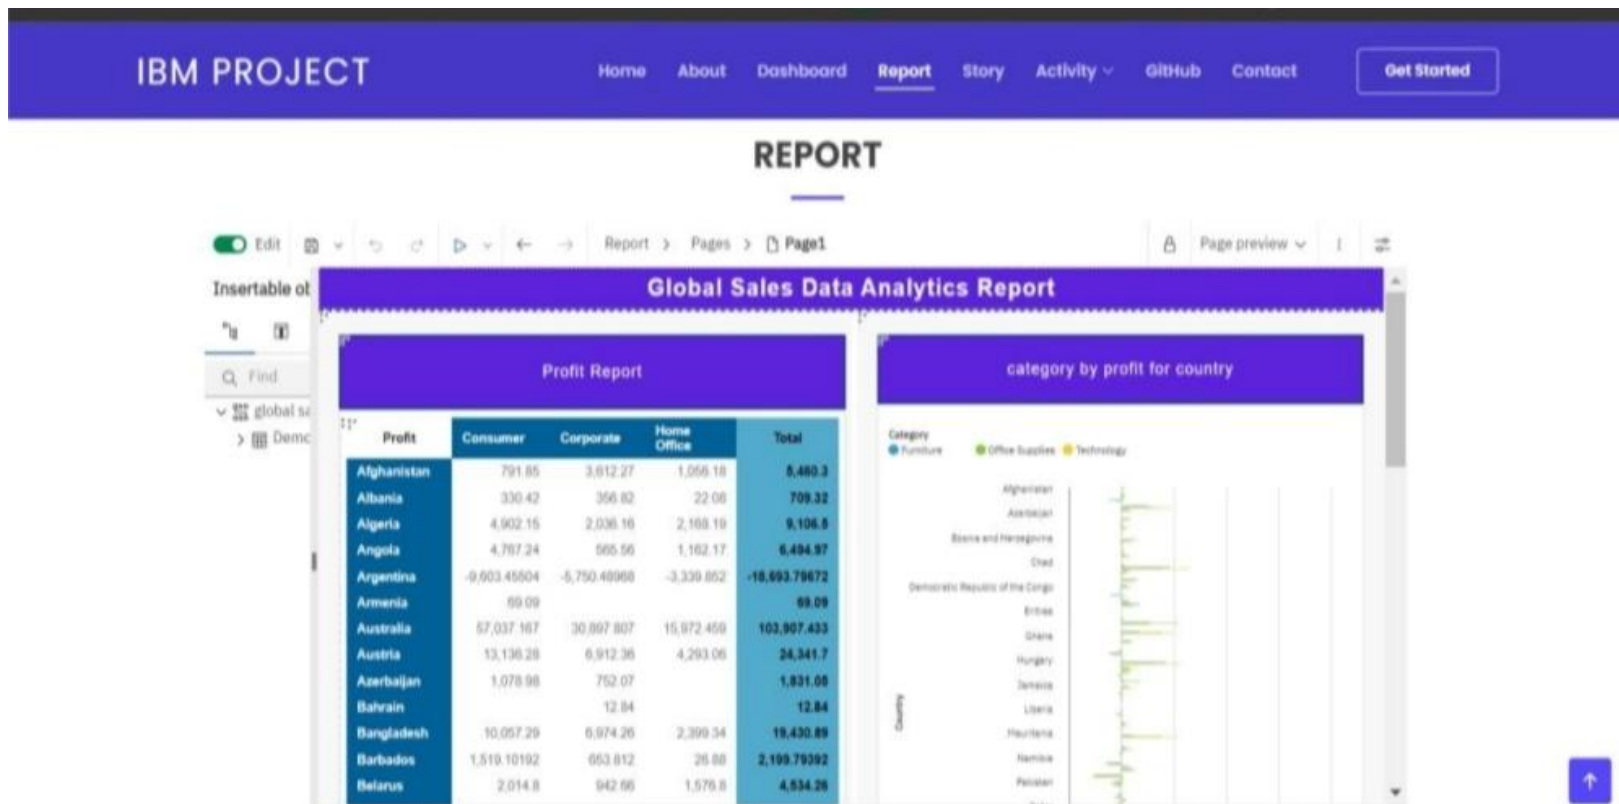 IBM PROJECT
Home About Dashboard Report Story Activity GitHub Contact Get Started
REPORT
Edit Report Pages Page1 Page preview
Insertable ob
Global Sales Data Analytics Report
Find
global sa
Demo
Profit Report
Profit Consumer Corporate Home Office Total
Afghanistan 791.85 3,612.27 1,056.18 5,460.3
Albania 330.42 356.82 22.08 709.32
Algeria 4,902.15 2,036.16 2,168.19 9,106.5
Angola 4,767.24 565.56 1,162.17 6,494.97
Argentina -9,603.45504 -5,750.48968 -3,339.852 -18,693.79672
Armenia 69.09 69.09
Australia 57,037.167 30,897.807 15,972.459 103,907.433
Austria 13,136.28 6,912.36 4,293.06 24,341.7
Azerbaijan 1,078.98 752.07 1,831.05
Bahrain 12.84 12.84
Bangladesh 10,057.29 6,974.26 2,399.34 19,430.89
Barbados 1,519.10192 653.812 26.88 2,199.79392
Belarus 2,014.8 942.66 1,576.8 4,534.26
category by profit for country
Category
Furniture Office Supplies Technology
Afghanistan
Azerbaijan
Bosnia and Herzegovina
Chad
Democratic Republic of the Congo
Eritrea
Ghana
Hungary
Jamaica
Liberia
Mauritania
Namibia
Pakistan
Country